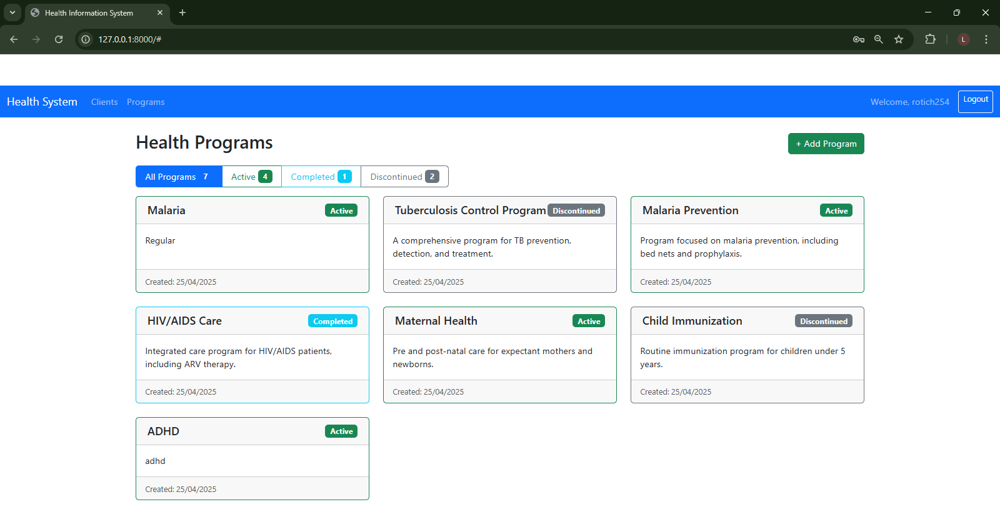 Health Information System
127.0.0.1:8000/#
L
Health System Clients Programs Welcome, rotich254 Logout
Health Programs + Add Program
All Programs 7 Active 4 Completed 1 Discontinued 2
Malaria Active
Regular
Created: 25/04/2025
Tuberculosis Control Program Discontinued
A comprehensive program for TB prevention,
detection, and treatment.
Created: 25/04/2025
Malaria Prevention Active
Program focused on malaria prevention, including
bed nets and prophylaxis.
Created: 25/04/2025
HIV/AIDS Care Completed
Integrated care program for HIV/AIDS patients,
including ARV therapy.
Created: 25/04/2025
Maternal Health Active
Pre and post-natal care for expectant mothers and
newborns.
Created: 25/04/2025
Child Immunization Discontinued
Routine immunization program for children under 5
years.
Created: 25/04/2025
ADHD Active
adhd
Created: 25/04/2025